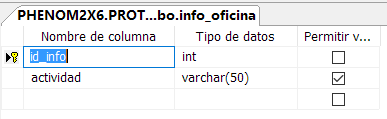 PHENOM2X6.PROT...bo.info_oficina
Nombre de columna Tipo de datos Permitir v...
id_info int
actividad varchar(50)